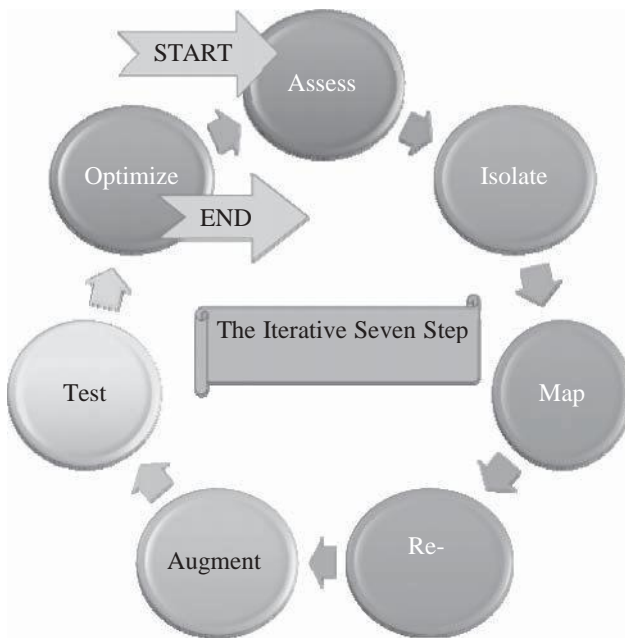 START
Assess
Isolate
Map
Re-
Augment
Test
Optimize
END
The Iterative Seven Step